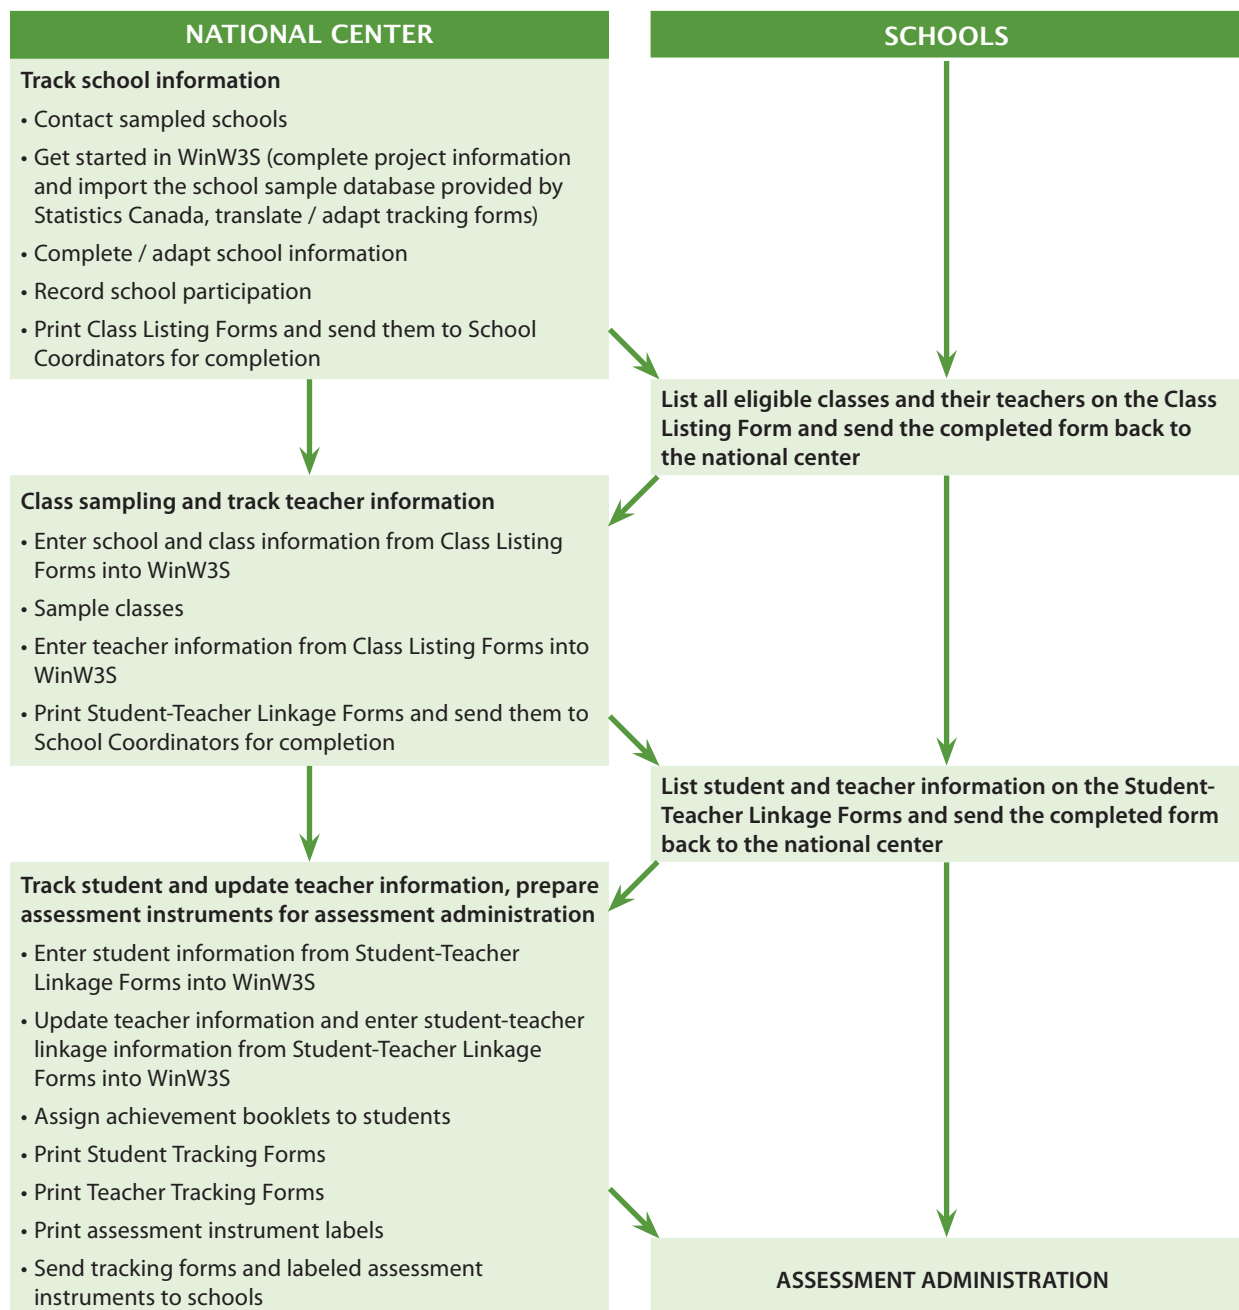 NATIONAL CENTER
Track school information
• Contact sampled schools
• Get started in WinW3S (complete project information
and import the school sample database provided by
Statistics Canada, translate / adapt tracking forms)
• Complete / adapt school information
• Record school participation
• Print Class Listing Forms and send them to School
Coordinators for completion
SCHOOLS
List all eligible classes and their teachers on the Class
Listing Form and send the completed form back to
the national center
Class sampling and track teacher information
• Enter school and class information from Class Listing
Forms into WinW3S
• Sample classes
• Enter teacher information from Class Listing Forms into
WinW3S
• Print Student-Teacher Linkage Forms and send them to
School Coordinators for completion
List student and teacher information on the Student-
Teacher Linkage Forms and send the completed form
back to the national center
Track student and update teacher information, prepare
assessment instruments for assessment administration
• Enter student information from Student-Teacher
Linkage Forms into WinW3S
• Update teacher information and enter student-teacher
linkage information from Student-Teacher Linkage
Forms into WinW3S
• Assign achievement booklets to students
• Print Student Tracking Forms
• Print Teacher Tracking Forms
• Print assessment instrument labels
• Send tracking forms and labeled assessment
instruments to schools
ASSESSMENT ADMINISTRATION